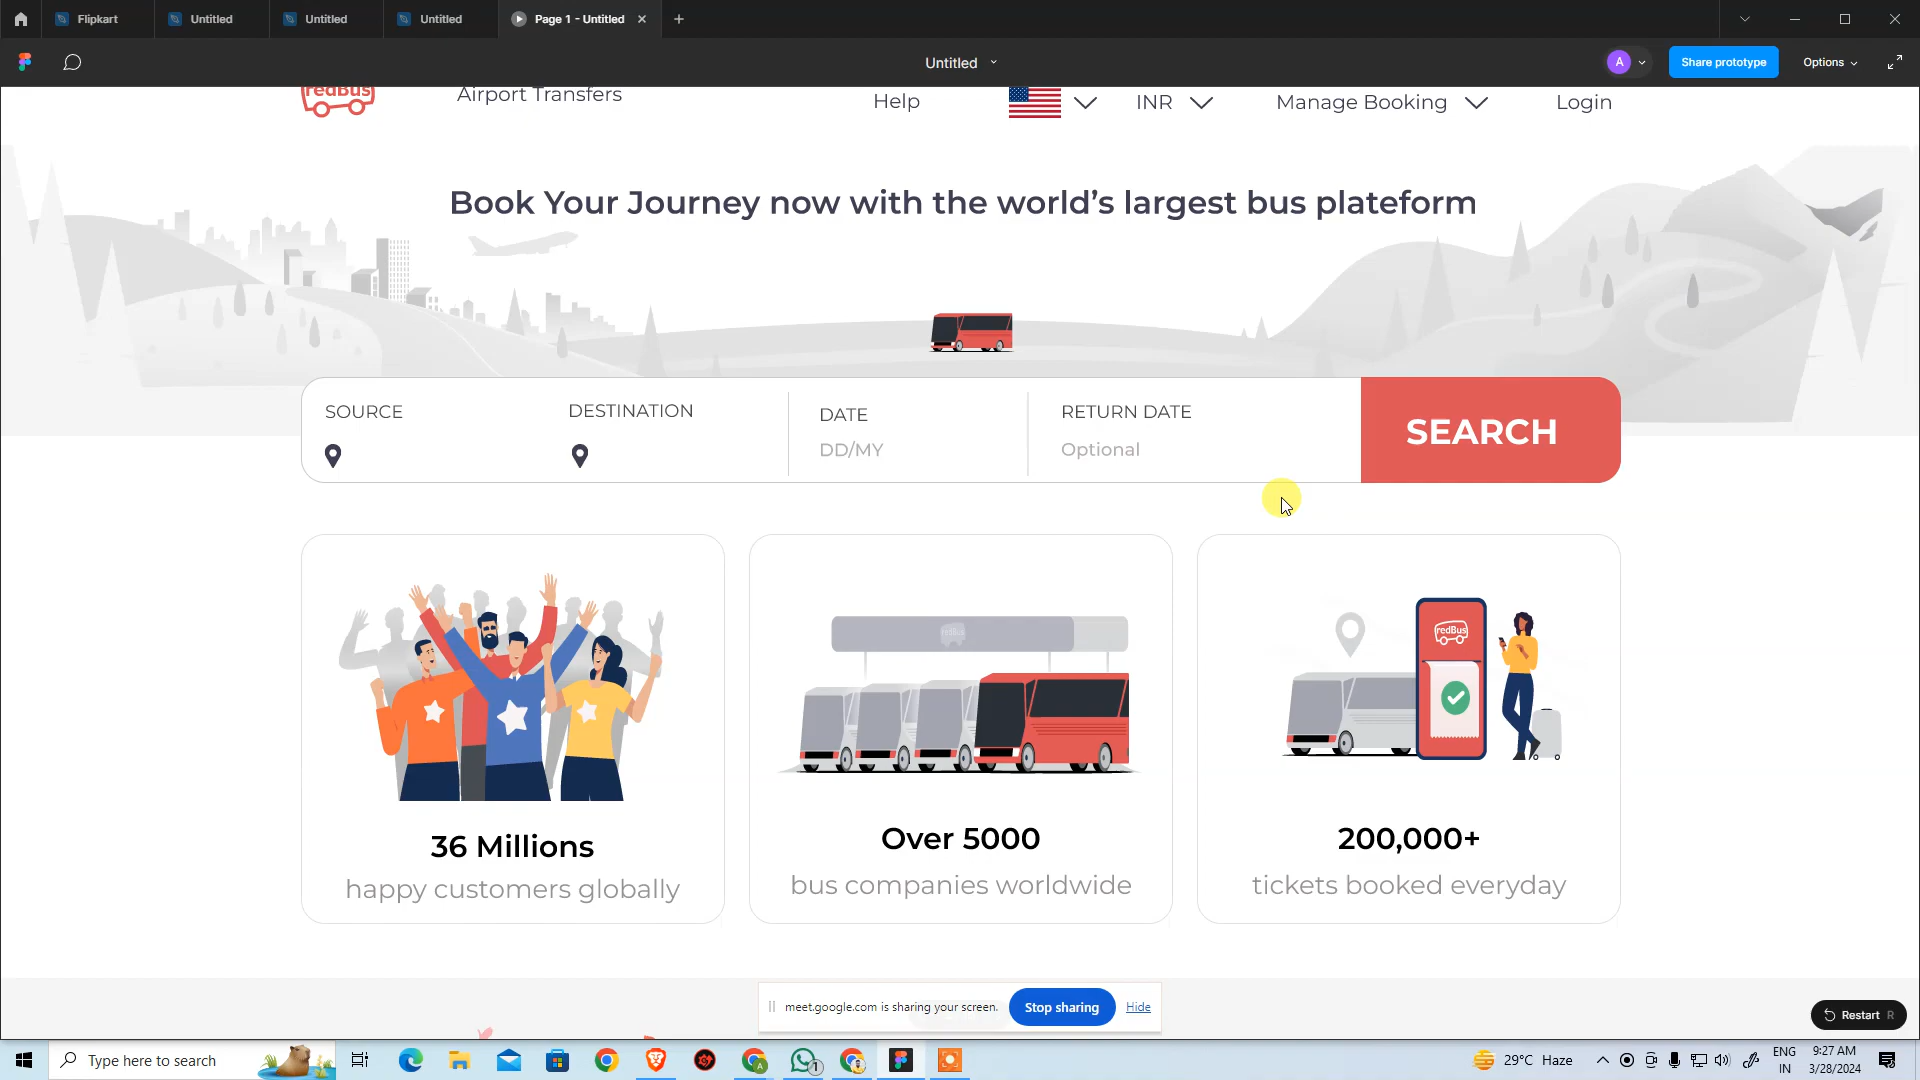 Flipkart
Untitled
Untitled
Untitled
Page 1 - Untitled
Untitled
A
Share prototype
Options
redBus
Airport Transfers
Help
INR
Manage Booking
Login
Book Your Journey now with the world's largest bus plateform
SOURCE
DESTINATION
DATE
DD/MY
RETURN DATE
Optional
SEARCH
redBus
redBus
36 Millions
happy customers globally
Over 5000
bus companies worldwide
200,000+
tickets booked everyday
meet.google.com is sharing your screen.
Stop sharing
Hide
Restart R
Type here to search
A
1
29°C Haze
ENG
IN
9:27 AM
3/28/2024